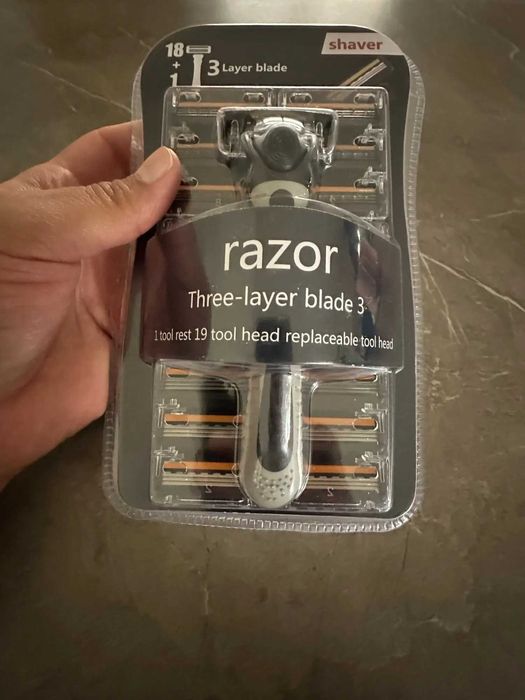 18
+
1
3 Layer blade
shaver
razor
Three-layer blade 3
1 tool rest 19 tool head replaceable tool head